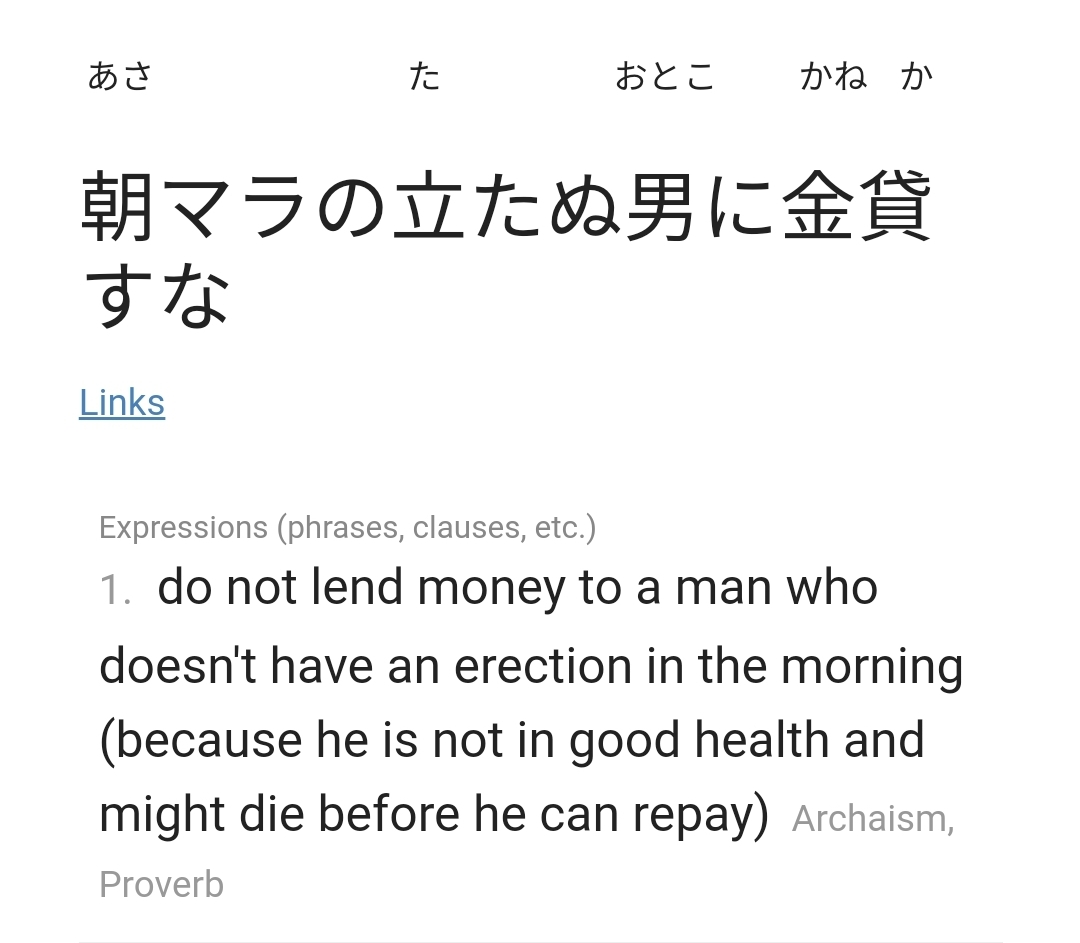 あさ た おとこ かね か
朝マラの立たぬ男に金貸
すな
Links
Expressions (phrases, clauses, etc.)
1. do not lend money to a man who
doesn't have an erection in the morning
(because he is not in good health and
might die before he can repay) Archaism,
Proverb